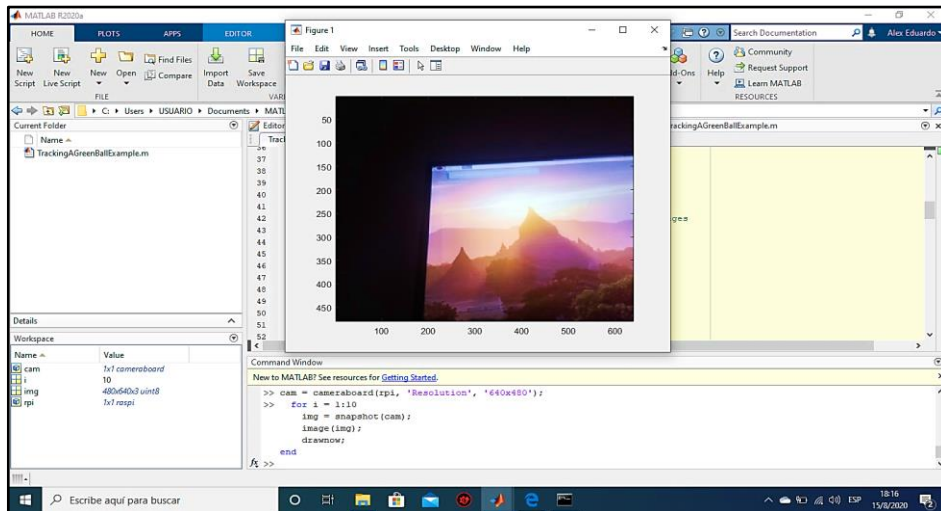 MATLAB R2020a
HOME PLOTS APPS EDITOR Search Documentation Alex Eduardo
Figure 1
File Edit View Insert Tools Desktop Window Help
New Script
New Live Script
New
Open
Find Files
Compare
Import Data
Save Workspace
FILE
Help
Community
Request Support
Learn MATLAB
RESOURCES
C: Users USUARIO Documents
Current Folder
Name
TrackingAGreenBallExample.m
Details
Workspace
Name Value
cam 1x1 cameraboard
i 10
img 480x640x3 uint8
rpi 1x1 raspi
37
38
39
40
41
42
43
44
45
46
47
48
49
50
51
52
50
100
150
200
250
300
350
400
450
100 200 300 400 500 600
Command Window
New to MATLAB? See resources for Getting Started.
>> cam = cameraboard(rpi, 'Resolution', '640x480');
>> for i = 1:10
img = snapshot(cam);
image(img);
drawnow;
end
fx >>
Escribe aquí para buscar
ESP
18:16
15/8/2020
2